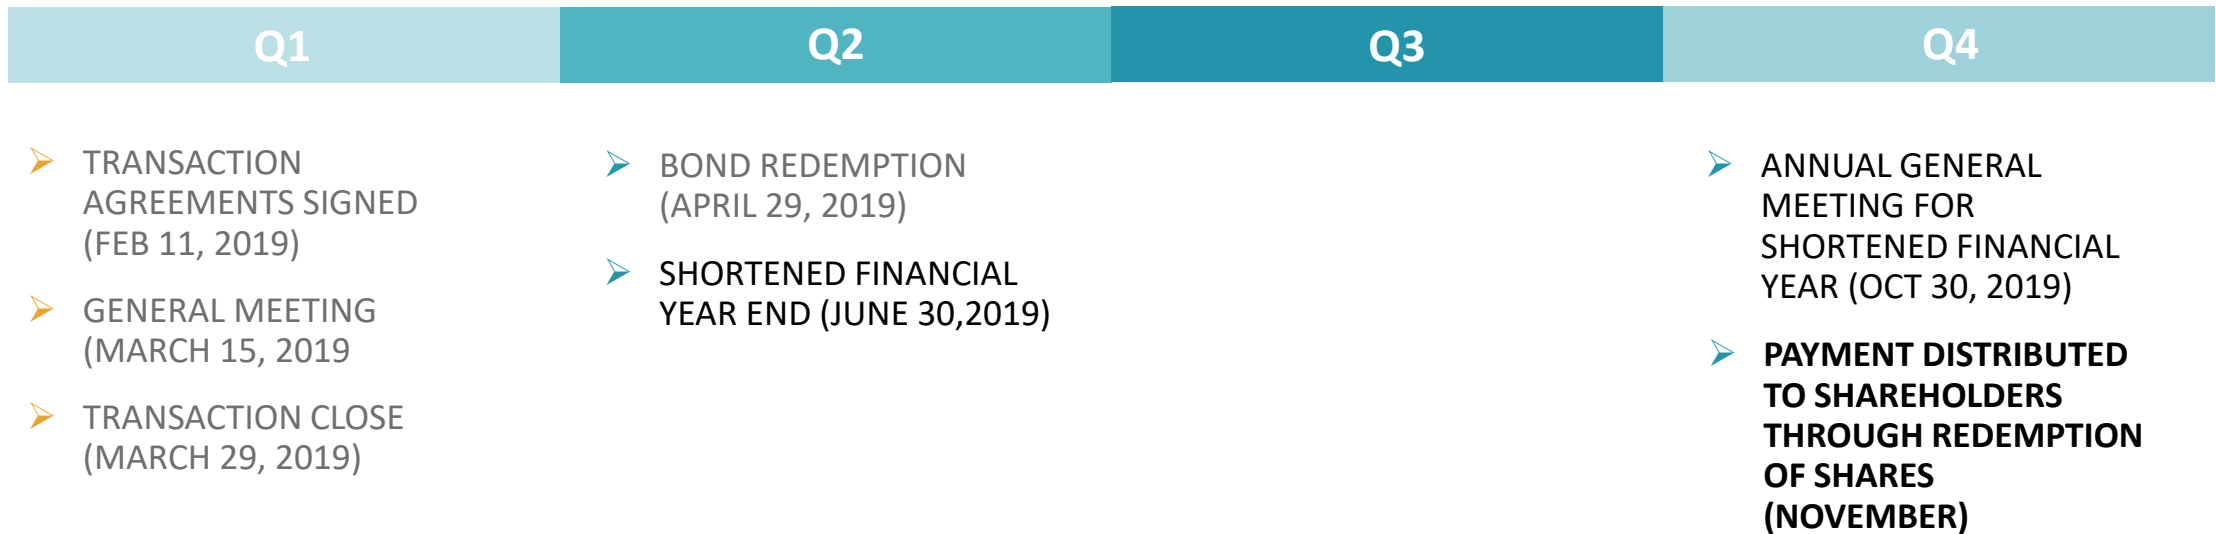 Q1
Q2
Q3
Q4
TRANSACTION
AGREEMENTS SIGNED
(FEB 11, 2019)
GENERAL MEETING
(MARCH 15, 2019
TRANSACTION CLOSE
(MARCH 29, 2019)
BOND REDEMPTION
(APRIL 29, 2019)
SHORTENED FINANCIAL
YEAR END (JUNE 30,2019)
ANNUAL GENERAL
MEETING FOR
SHORTENED FINANCIAL
YEAR (OCT 30, 2019)
PAYMENT DISTRIBUTED
TO SHAREHOLDERS
THROUGH REDEMPTION
OF SHARES
(NOVEMBER)